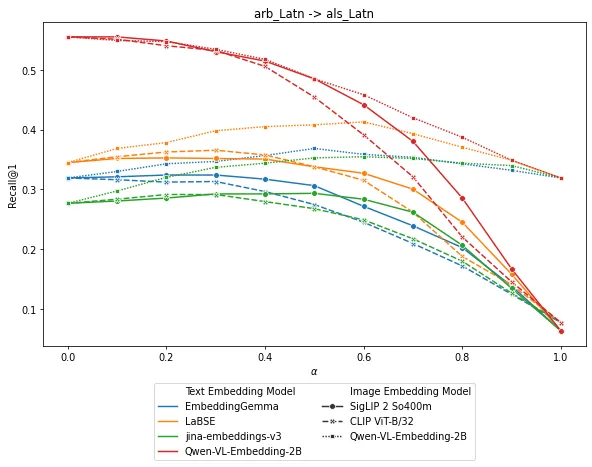 arb_Latn -> als_Latn
Recall@1
0.5
0.4
0.3
0.2
0.1
0.0 0.2 0.4 0.6 0.8 1.0
α
Text Embedding Model Image Embedding Model
EmbeddingGemma SigLIP 2 So400m
LaBSE CLIP ViT-B/32
jina-embeddings-v3 Qwen-VL-Embedding-2B
Qwen-VL-Embedding-2B